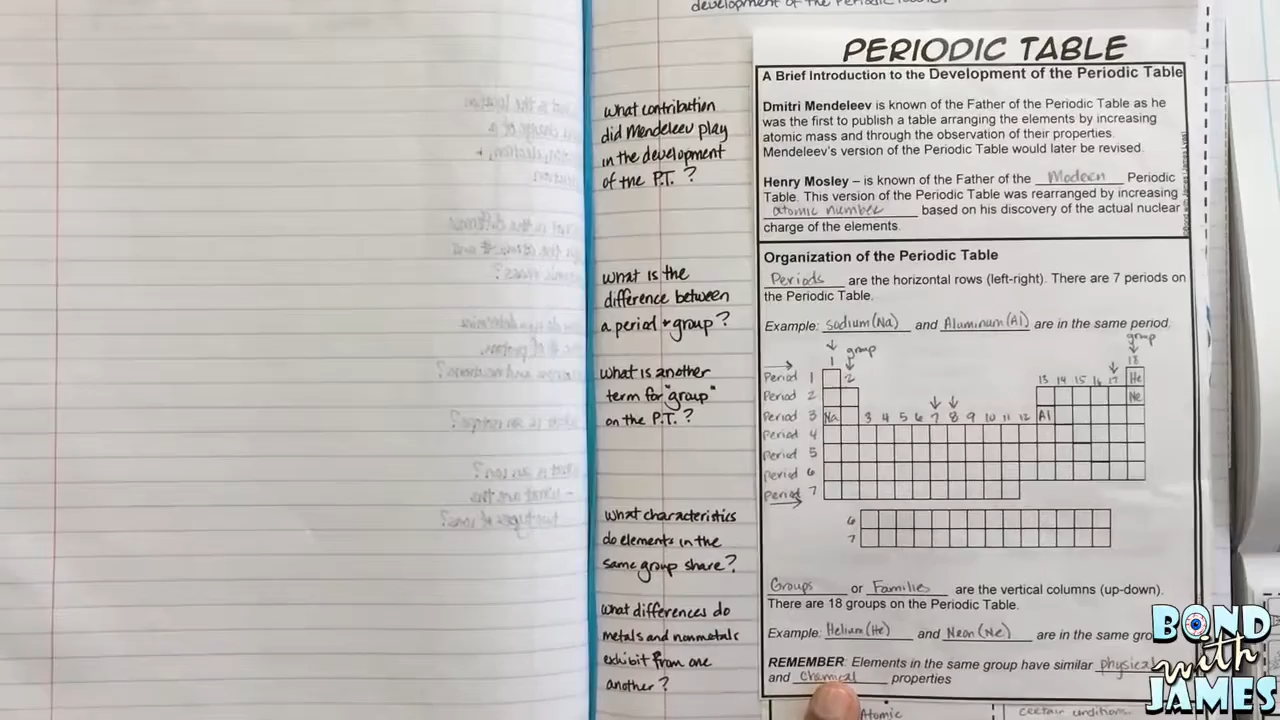 development of the Periodic Table.
What contribution
did Mendeleev play
in the development
of the P.T. ?
What is the
difference between
a period + group ?
What is another
term for "group"
on the P.T. ?
What characteristics
do elements in the
same group share?
What differences do
metals and nonmetals
exhibit from one
another ?
PERIODIC TABLE
A Brief Introduction to the Development of the Periodic Table
Dmitri Mendeleev is known of the Father of the Periodic Table as he
was the first to publish a table arranging the elements by increasing
atomic mass and through the observation of their properties.
Mendeleev's version of the Periodic Table would later be revised.
Henry Mosley – is known of the Father of the Modern Periodic
Table. This version of the Periodic Table was rearranged by increasing
atomic number based on his discovery of the actual nuclear
charge of the elements.
Organization of the Periodic Table
Periods are the horizontal rows (left-right). There are 7 periods on
the Periodic Table.
Example: Sodium (Na) and Aluminum (Al) are in the same period.
group
1 group 18
Period 1 2 13 14 15 16 17 He
Period 2 Ne
Period 3 Na 3 4 5 6 7 8 9 10 11 12 Al
Period 4
Period 5
Period 6
Period 7
6
7
Groups or Families are the vertical columns (up-down).
There are 18 groups on the Periodic Table.
Example: Helium (He) and Neon (Ne) are in the same gro
REMEMBER: Elements in the same group have similar physical
and chemical properties
Atomic
certain conditions.
BOND
with
JAMES